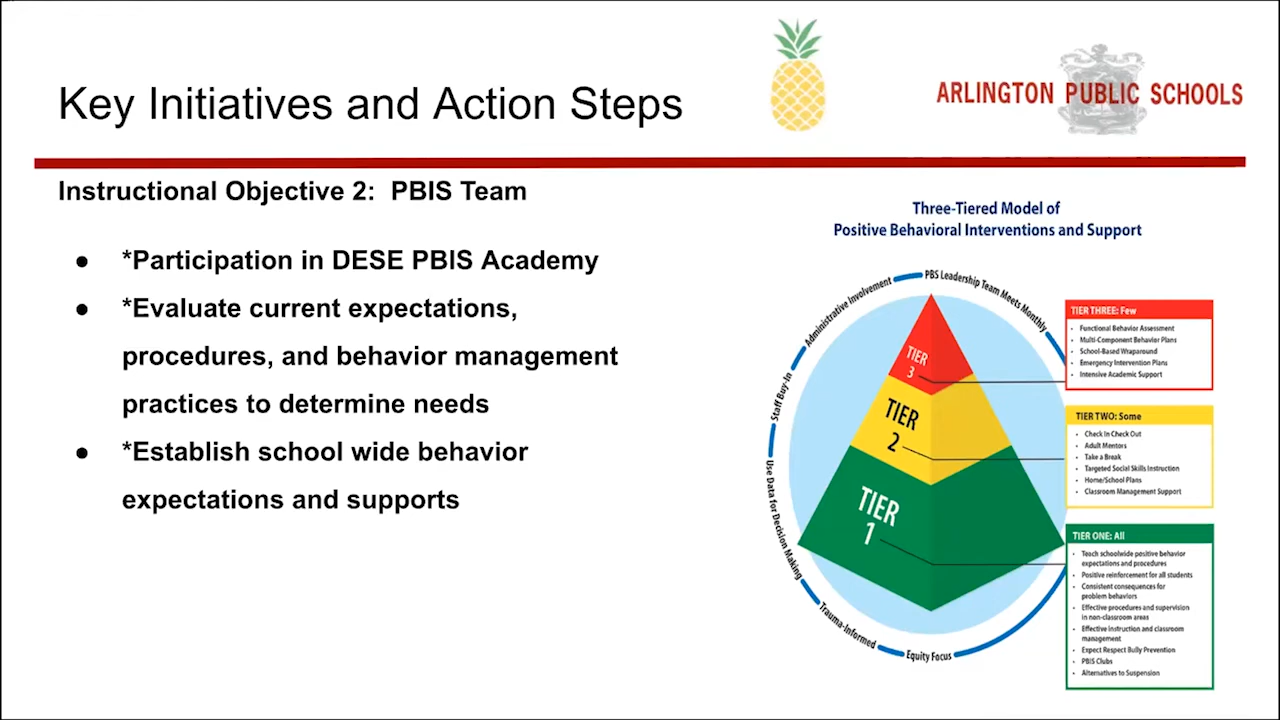 Key Initiatives and Action Steps
ARLINGTON PUBLIC SCHOOLS
Instructional Objective 2: PBIS Team
● *Participation in DESE PBIS Academy
● *Evaluate current expectations,
procedures, and behavior management
practices to determine needs
● *Establish school wide behavior
expectations and supports
Three-Tiered Model of
Positive Behavioral Interventions and Support
Administrative Involvement
PBS Leadership Team Meets Monthly
Staff Buy-In
Use Data for Decision Making
Trauma-Informed
Equity Focus
TIER
3
TIER
2
TIER
1
TIER THREE: Few
• Functional Behavior Assessment
• Multi-Component Behavior Plans
• School-Based Wraparound
• Emergency Intervention Plans
• Intensive Academic Support
TIER TWO: Some
• Check In Check Out
• Adult Mentors
• Take a Break
• Targeted Social Skills Instruction
• Home/School Plans
• Classroom Management Support
TIER ONE: All
• Teach schoolwide positive behavior
expectations and procedures
• Positive reinforcement for all students
• Consistent consequences for
problem behaviors
• Effective procedures and supervision
in non-classroom areas
• Effective instruction and classroom
management
• Expect Respect Bully Prevention
• PBIS Clubs
• Alternatives to Suspension